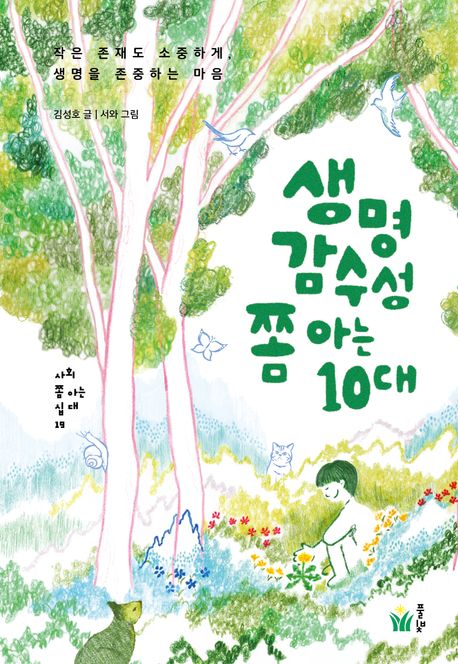 작은 존재도 소중하게,
생명을 존중하는 마음
김성호 글 | 서와 그림
생명
감수성
쫌 아는
10대
사회
쫌 아는
십 대
19
풀빛